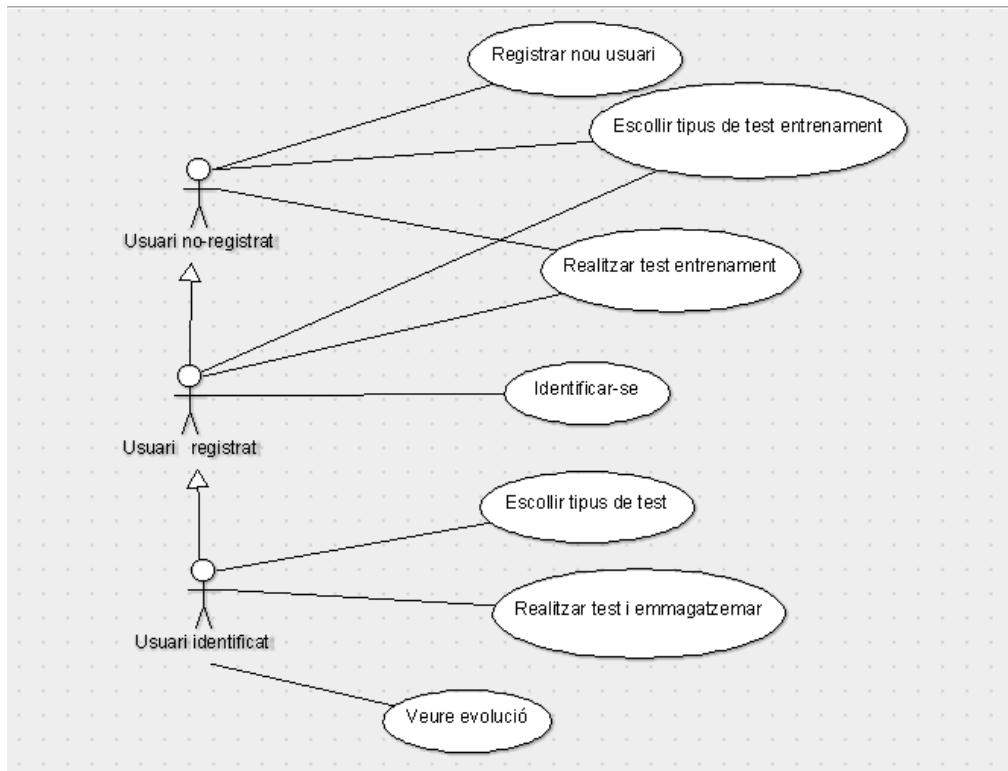 Registrar nou usuari
Escollir tipus de test entrenament
Usuari no-registrat
Realitzar test entrenament
Identificar-se
Usuari registrat
Escollir tipus de test
Realitzar test i emmagatzemar
Usuari identificat
Veure evolució